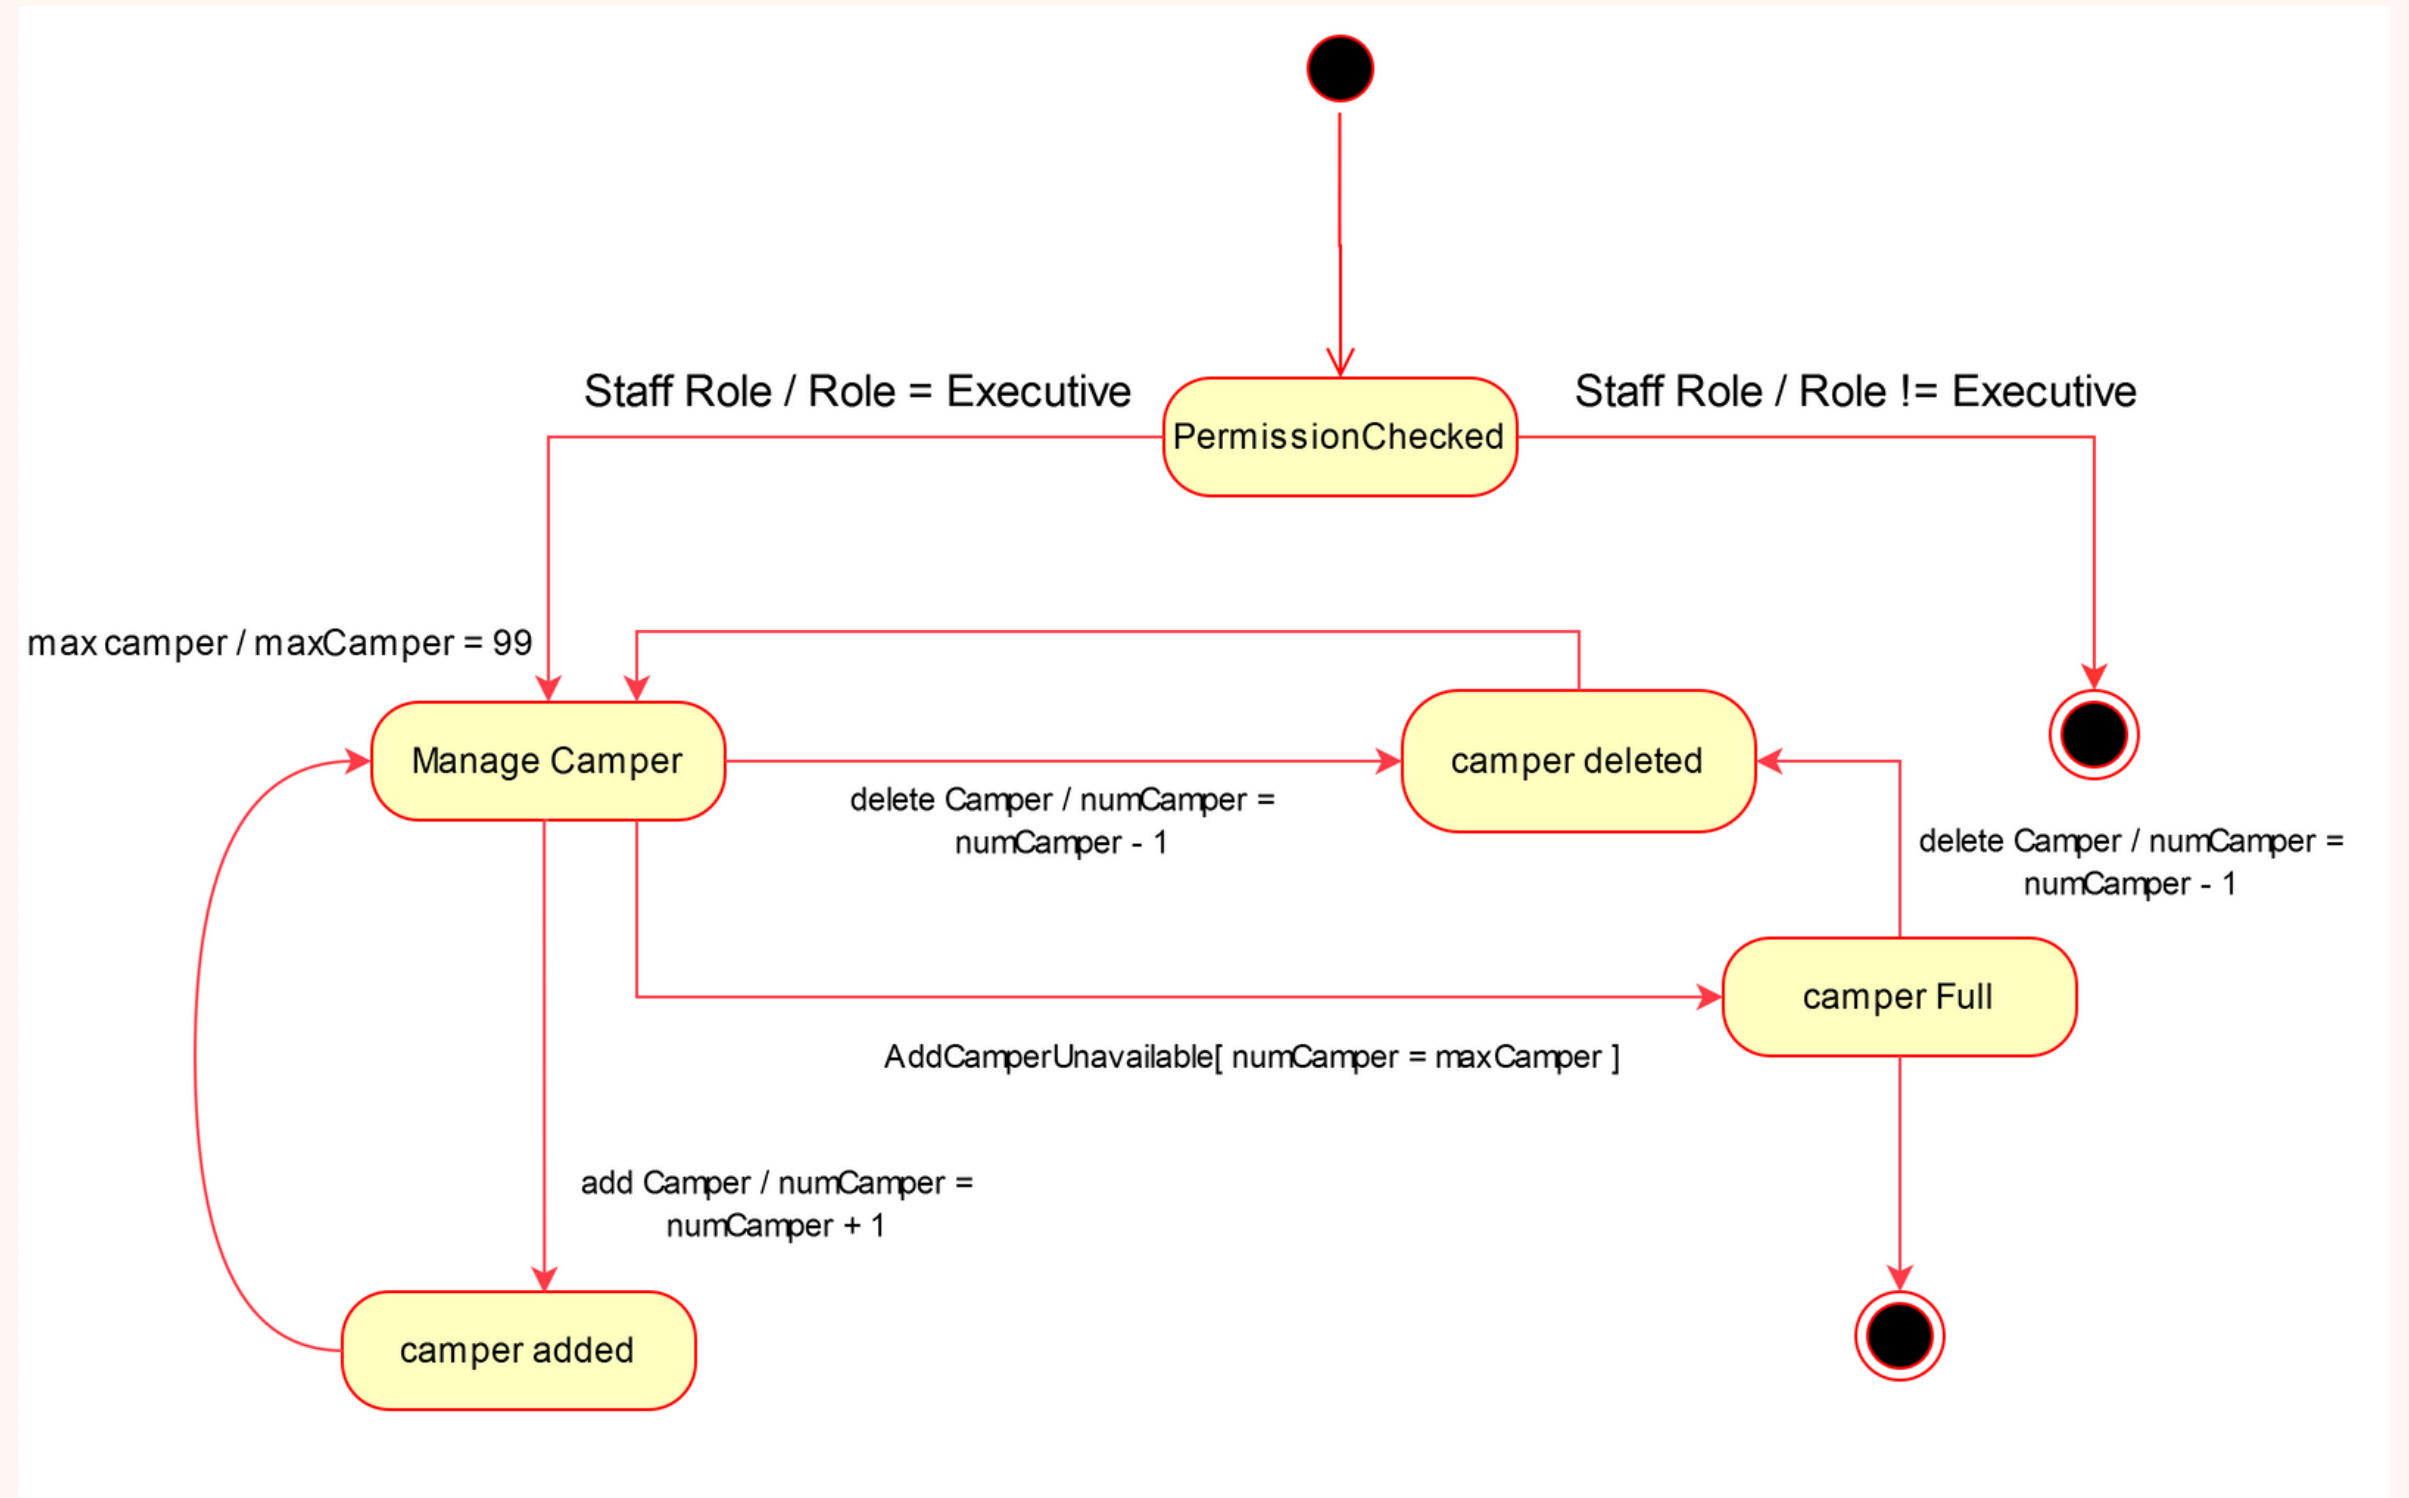 Staff Role / Role = Executive
Staff Role / Role != Executive
PermissionChecked
max camper / maxCamper = 99
Manage Camper
camper deleted
delete Camper / numCamper =
numCamper - 1
delete Camper / numCamper =
numCamper - 1
camper Full
AddCamperUnavailable[ numCamper = maxCamper ]
add Camper / numCamper =
numCamper + 1
camper added